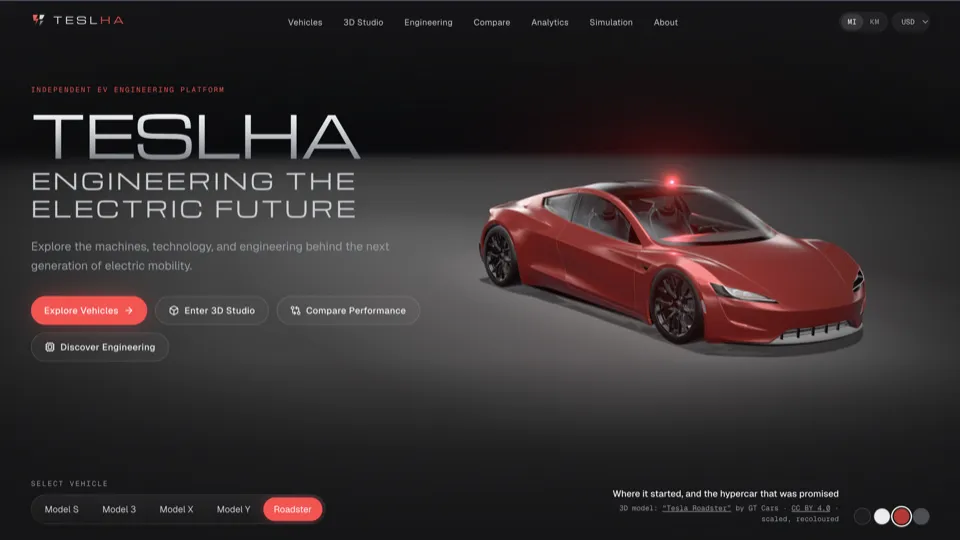 TESLHA
Vehicles
3D Studio
Engineering
Compare
Analytics
Simulation
About
MI
KM
USD
INDEPENDENT EV ENGINEERING PLATFORM
TESLHA
ENGINEERING THE
ELECTRIC FUTURE
Explore the machines, technology, and engineering behind the next
generation of electric mobility.
Explore Vehicles →
Enter 3D Studio
Compare Performance
Discover Engineering
SELECT VEHICLE
Model S
Model 3
Model X
Model Y
Roadster
Where it started, and the hypercar that was promised
3D model: "Tesla Roadster" by GT Cars · CC BY 4.0 ·
scaled, recoloured